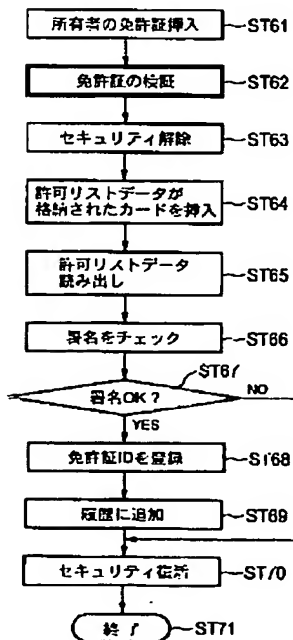 所有者の免許証挿入 ST61
免許証の検証 ST62
セキュリティ解除 ST63
許可リストデータが
格納されたカードを挿入 ST64
許可リストデータ
読み出し ST65
署名をチェック ST66
ST67
署名OK? NO
YES
免許証IDを登録 ST68
履歴に追加 ST69
セキュリティ復活 ST70
終了 ST71